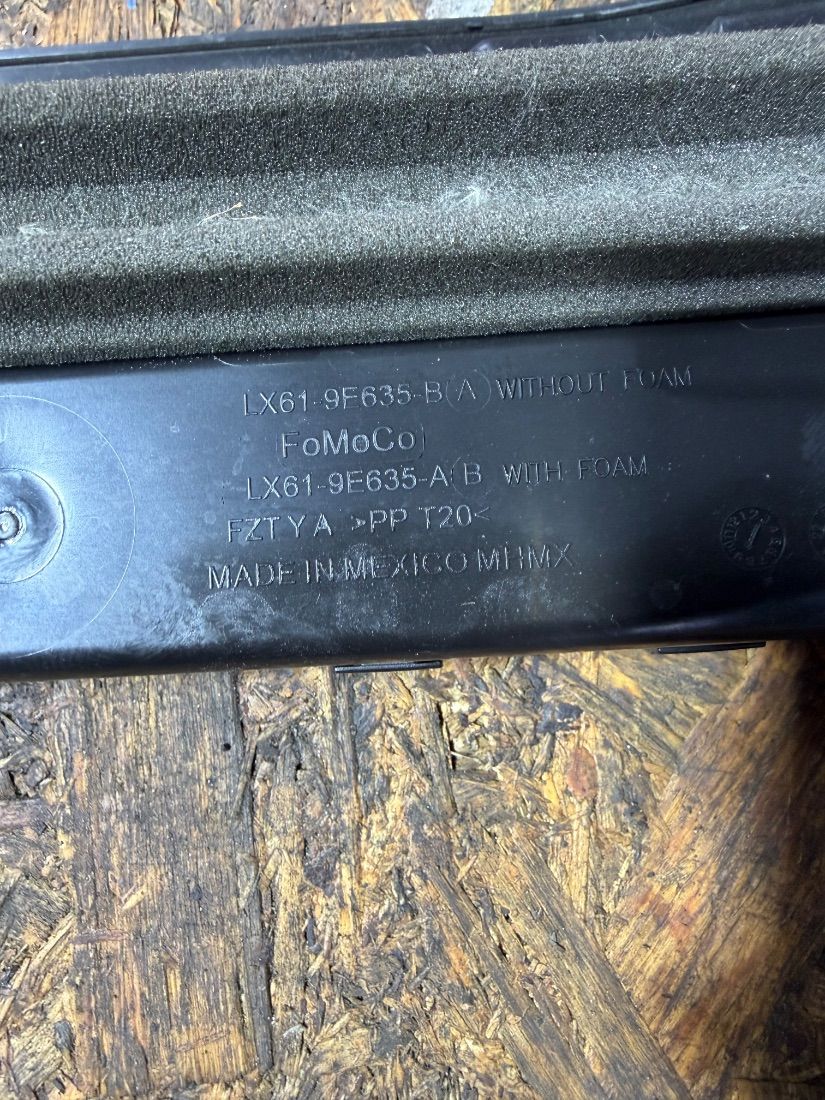 LX61-9E635-B(A) WITHOUT FOAM
FoMoCo
LX61-9E635-A(B WITH FOAM
FZTYA >PP T20<
MADE IN MEXICO MHMX